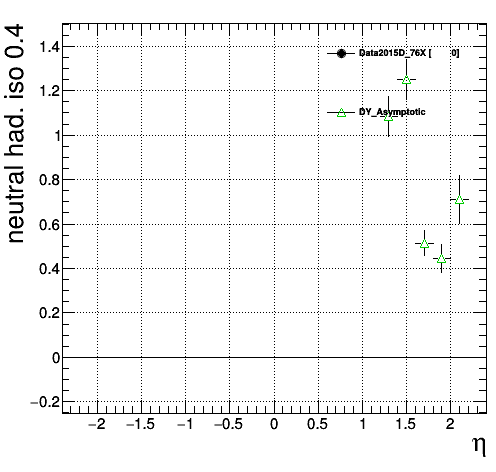 neutral had. iso 0.4
1.4
1.2
1
0.8
0.6
0.4
0.2
0
−0.2
Data2015D_76X [ 0]
DY_Asymptotic
−2 −1.5 −1 −0.5 0 0.5 1 1.5 2
η